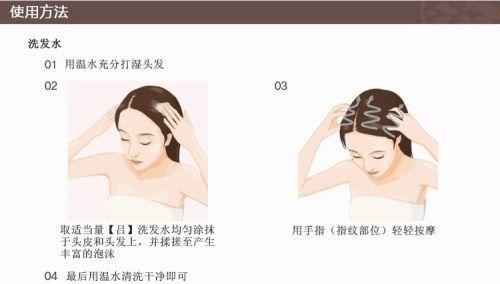 使用方法
洗发水
01 用温水充分打湿头发
02
取适当量【吕】洗发水均匀涂抹
于头皮和头发上，并揉搓至产生
丰富的泡沫
03
用手指（指纹部位）轻轻按摩
04 最后用温水清洗干净即可